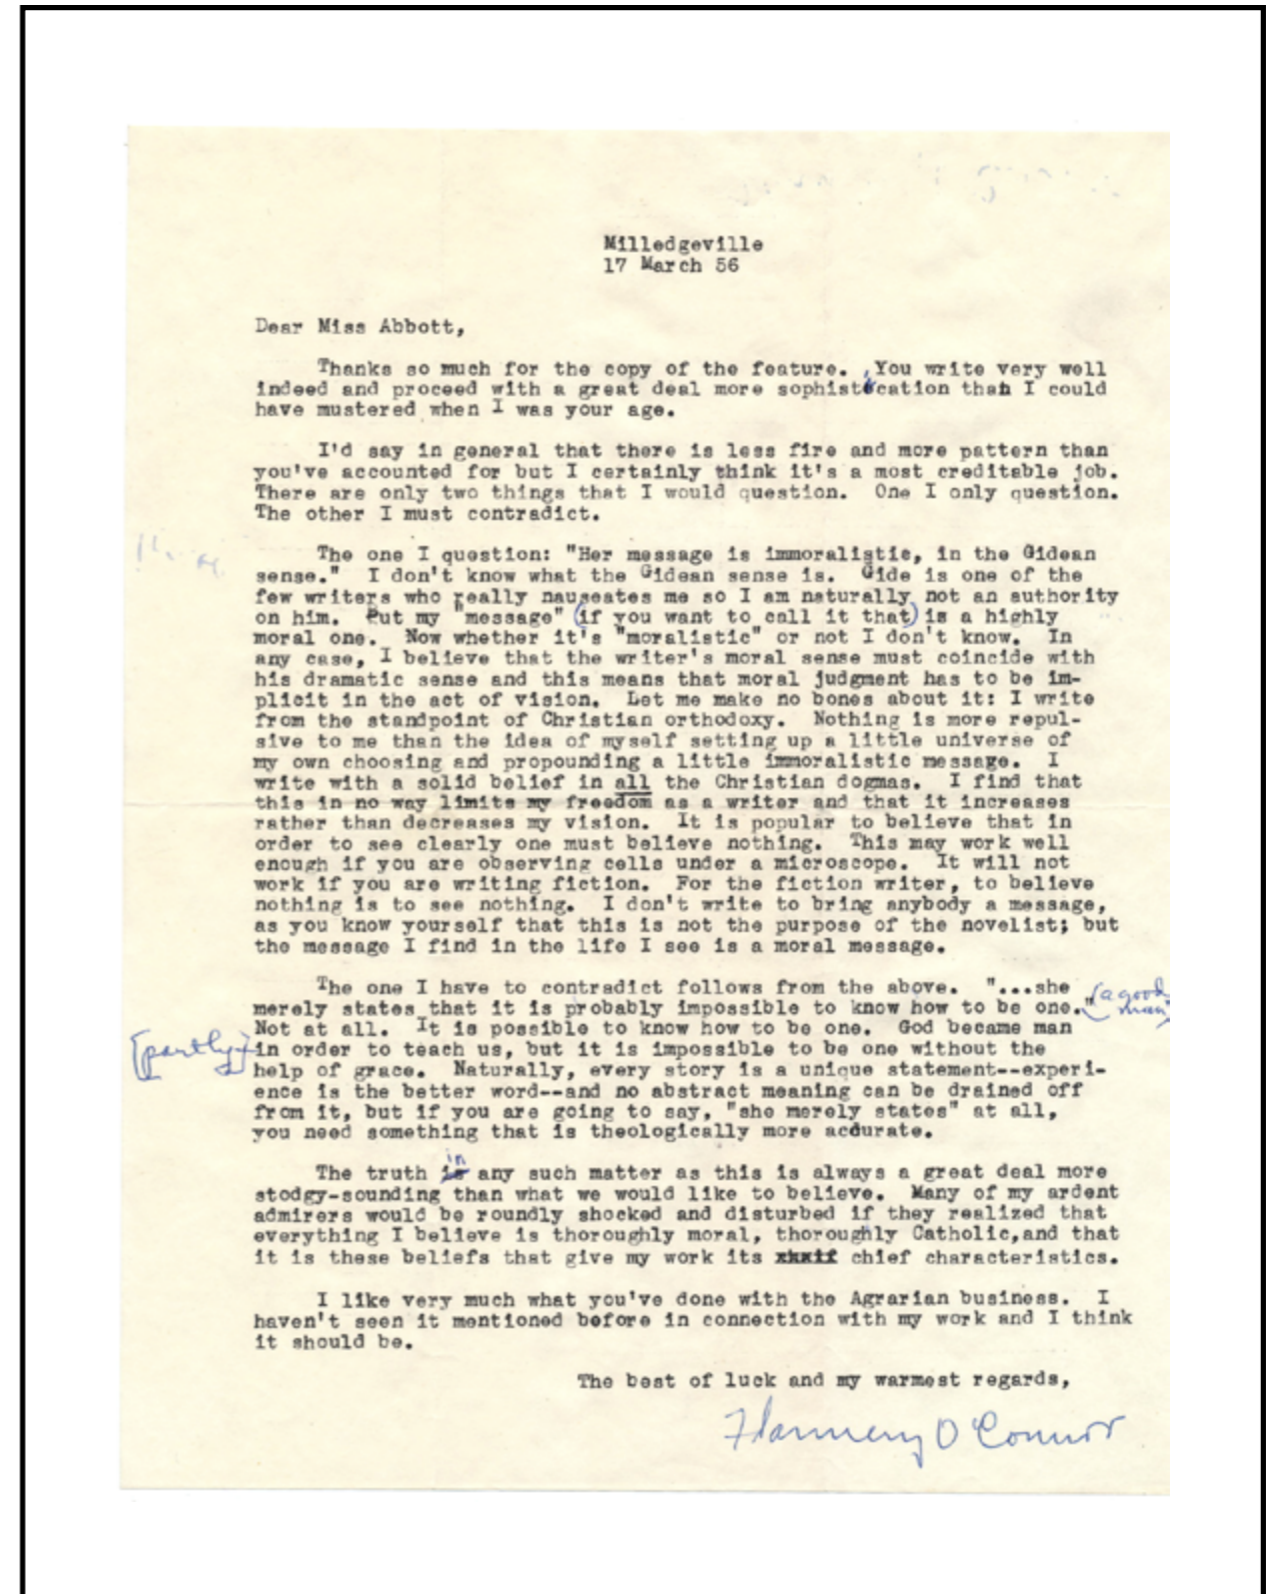 Milledgeville
17 March 56
Dear Miss Abbott,
Thanks so much for the copy of the feature. You write very well
indeed and proceed with a great deal more sophistication than I could
have mustered when I was your age.
I'd say in general that there is less fire and more pattern than
you've accounted for but I certainly think it's a most creditable job.
There are only two things that I would question. One I only question.
The other I must contradict.
The one I question: "Her message is immoralistic, in the Gidean
sense." I don't know what the Gidean sense is. Gide is one of the
few writers who really nauseates me so I am naturally not an authority
on him. But my "message" (if you want to call it that) is a highly
moral one. Now whether it's "moralistic" or not I don't know. In
any case, I believe that the writer's moral sense must coincide with
his dramatic sense and this means that moral judgment has to be im-
plicit in the act of vision. Let me make no bones about it: I write
from the standpoint of Christian orthodoxy. Nothing is more repul-
sive to me than the idea of myself setting up a little universe of
my own choosing and propounding a little immoralistic message. I
write with a solid belief in all the Christian dogmas. I find that
this in no way limits my freedom as a writer and that it increases
rather than decreases my vision. It is popular to believe that in
order to see clearly one must believe nothing. This may work well
enough if you are observing cells under a microscope. It will not
work if you are writing fiction. For the fiction writer, to believe
nothing is to see nothing. I don't write to bring anybody a message,
as you know yourself that this is not the purpose of the novelist; but
the message I find in the life I see is a moral message.
The one I have to contradict follows from the above. "...she
merely states that it is probably impossible to know how to be one." (a good man)
Not at all. It is possible to know how to be one. God became man
[partly] in order to teach us, but it is impossible to be one without the
help of grace. Naturally, every story is a unique statement--experi-
ence is the better word--and no abstract meaning can be drained off
from it, but if you are going to say, "she merely states" at all,
you need something that is theologically more acdurate.
The truth in any such matter as this is always a great deal more
stodgy-sounding than what we would like to believe. Many of my ardent
admirers would be roundly shocked and disturbed if they realized that
everything I believe is thoroughly moral, thoroughly Catholic,and that
it is these beliefs that give my work its chief characteristics.
I like very much what you've done with the Agrarian business. I
haven't seen it mentioned before in connection with my work and I think
it should be.
The best of luck and my warmest regards,
Flannery O'Connor